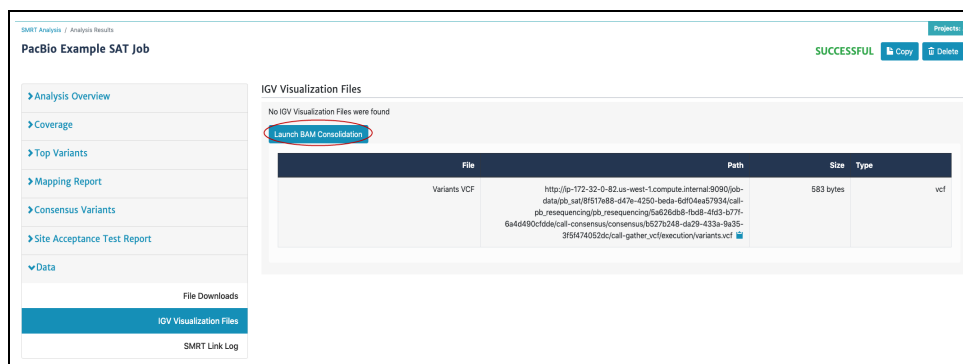 SMRT Analysis / Analysis Results
Projects:
PacBio Example SAT Job
SUCCESSFUL
Copy
Delete
Analysis Overview
Coverage
Top Variants
Mapping Report
Consensus Variants
Site Acceptance Test Report
Data
File Downloads
IGV Visualization Files
SMRT Link Log
IGV Visualization Files
No IGV Visualization Files were found
Launch BAM Consolidation
File Path Size Type
Variants VCF http://ip-172-32-0-82.us-west-1.compute.internal:9090/job- 583 bytes vcf
data/pb_sat/8f517e88-d47e-4250-beda-6df04ea57934/call-
pb_resequencing/pb_resequencing/5a626db8-fbd8-4fd3-b77f-
6a4d490cfdde/call-consensus/consensus/b527b248-da29-433a-9a35-
3f5f474052dc/call-gather_vcf/execution/variants.vcf